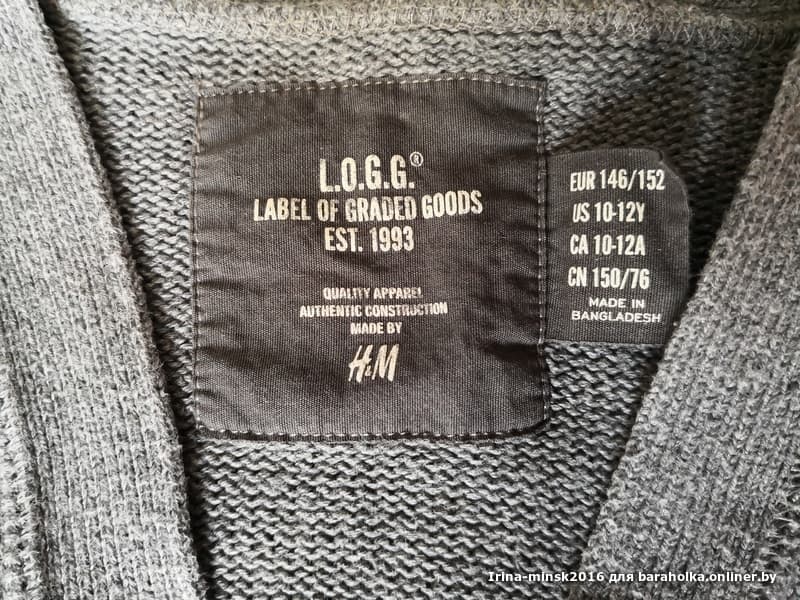 L.O.G.G.®
LABEL OF GRADED GOODS
EST. 1993
QUALITY APPAREL
AUTHENTIC CONSTRUCTION
MADE BY
H&M
EUR 146/152
US 10-12Y
CA 10-12A
CN 150/76
MADE IN
BANGLADESH
Irina-minsk2016 для baraholka.onliner.by